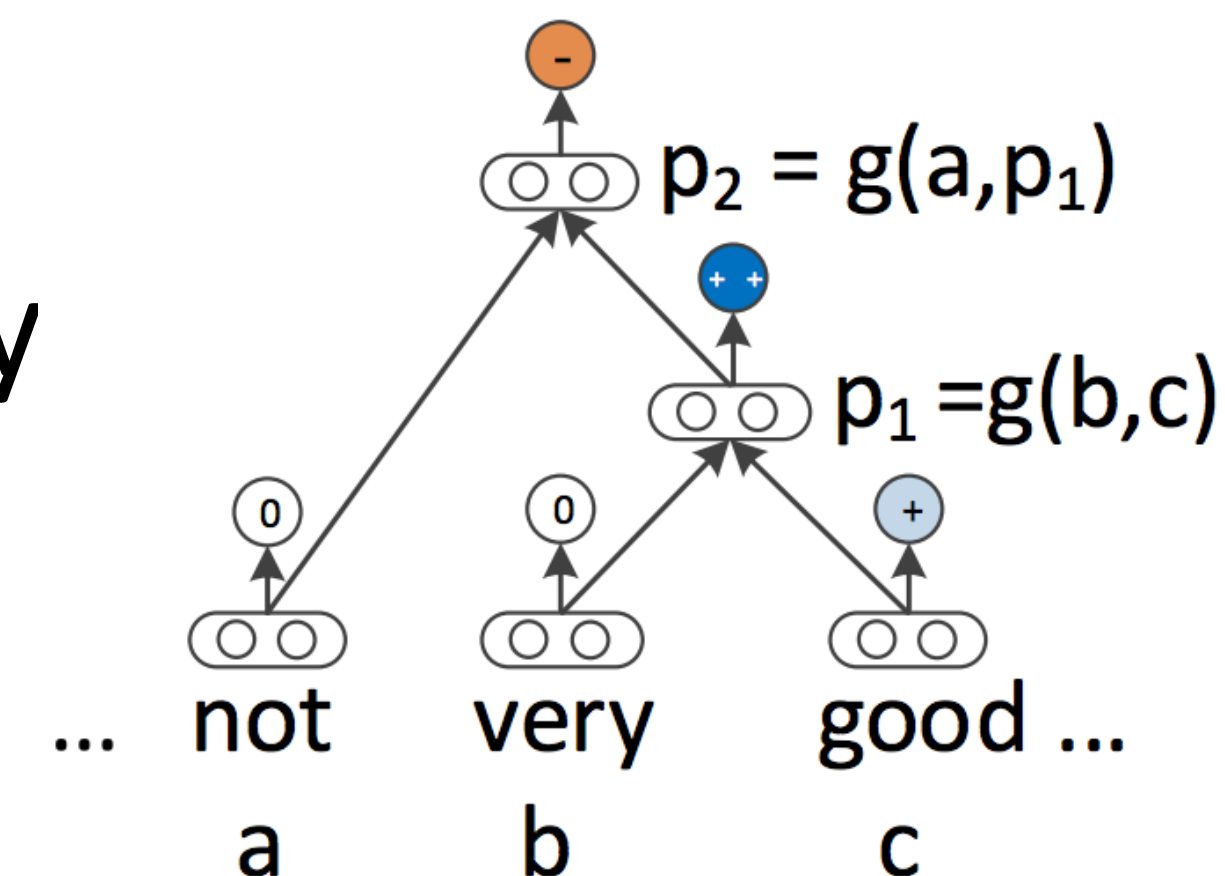 -
p₂ = g(a,p₁)
+ +
y
p₁ =g(b,c)
0 0 +
... not very good ...
a b c